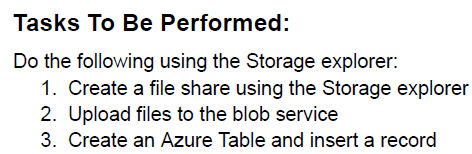 Tasks To Be Performed:
Do the following using the Storage explorer:
1. Create a file share using the Storage explorer
2. Upload files to the blob service
3. Create an Azure Table and insert a record